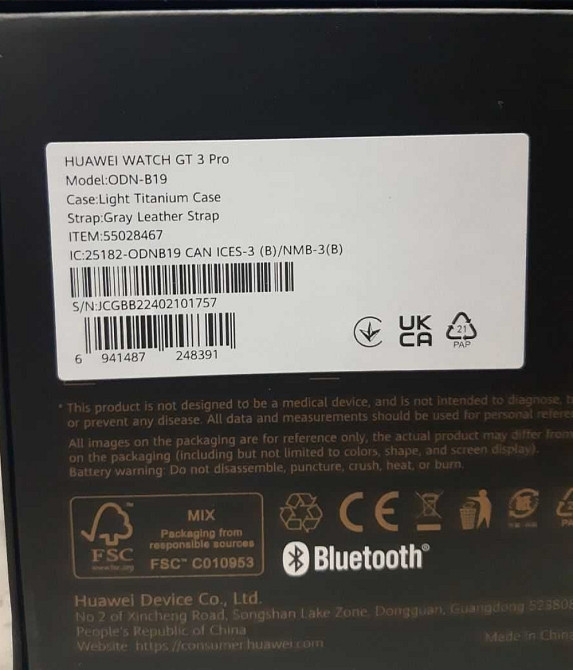 HUAWEI WATCH GT 3 Pro
Model:ODN-B19
Case:Light Titanium Case
Strap:Gray Leather Strap
ITEM:55028467
IC:25182-ODNB19 CAN ICES-3 (B)/NMB-3(B)
S/N:JCGBB22402101757
6 941487 248391
UK
CA
21
PAP
* This product is not designed to be a medical device, and is not intended to diagnose,
or prevent any disease. All data and measurements should be used for personal
All images on the packaging are for reference only, the actual product may differ from
on the packaging (including but not limited to colors, shape, and screen display).
Battery warning: Do not disassemble, puncture, crush, heat, or burn.
FSC
www.fsc.org
MIX
Packaging from
responsible sources
FSC™ C010953
CE
Bluetooth®
Huawei Device Co., Ltd.
No 2 of Xincheng Road, Songshan Lake Zone, Dongguan, Guangdong 523808
People's Republic of China
Website: https://consumer.huawei.com
Made in China